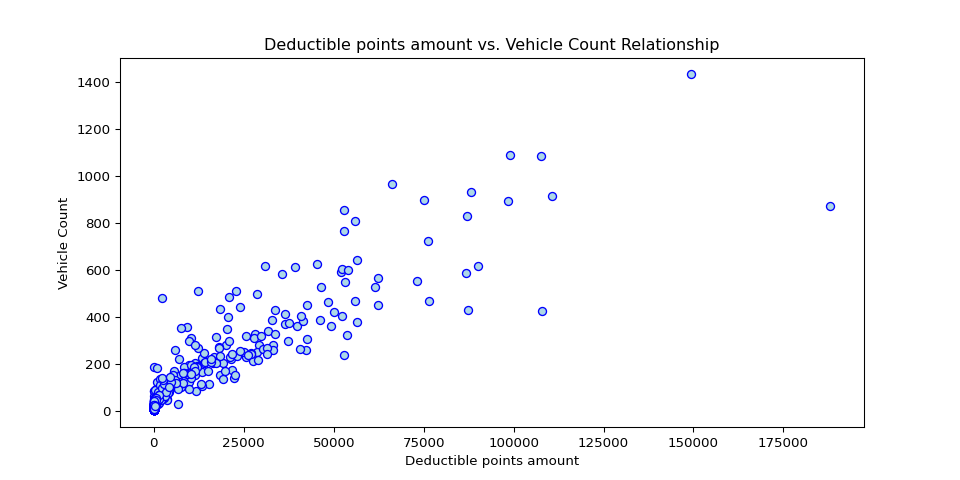 Deductible points amount vs. Vehicle Count Relationship
1400
1200
1000
800
600
400
200
0
Vehicle Count
0 25000 50000 75000 100000 125000 150000 175000
Deductible points amount